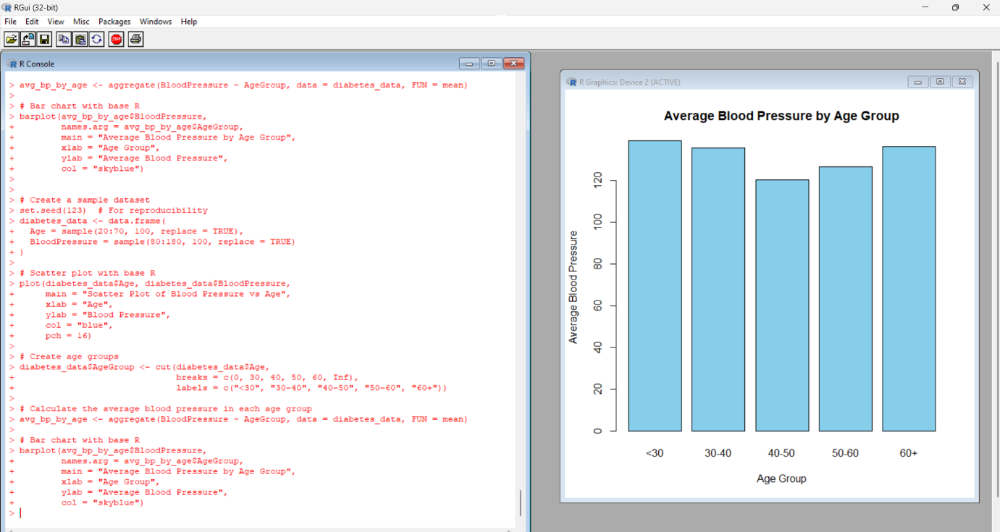 RGui (32-bit)
File Edit View Misc Packages Windows Help
STOP
R Console
> avg_bp_by_age <- aggregate(BloodPressure ~ AgeGroup, data = diabetes_data, FUN = mean)
>
> # Bar chart with base R
> barplot(avg_bp_by_age$BloodPressure,
+         names.arg = avg_bp_by_age$AgeGroup,
+         main = "Average Blood Pressure by Age Group",
+         xlab = "Age Group",
+         ylab = "Average Blood Pressure",
+         col = "skyblue")
>
>
> # Create a sample dataset
> set.seed(123)  # For reproducibility
> diabetes_data <- data.frame(
+   Age = sample(20:70, 100, replace = TRUE),
+   BloodPressure = sample(80:180, 100, replace = TRUE)
+ )
>
> # Scatter plot with base R
> plot(diabetes_data$Age, diabetes_data$BloodPressure,
+      main = "Scatter Plot of Blood Pressure vs Age",
+      xlab = "Age",
+      ylab = "Blood Pressure",
+      col = "blue",
+      pch = 16)
>
> # Create age groups
> diabetes_data$AgeGroup <- cut(diabetes_data$Age,
+                               breaks = c(0, 30, 40, 50, 60, Inf),
+                               labels = c("<30", "30-40", "40-50", "50-60", "60+"))
>
> # Calculate the average blood pressure in each age group
> avg_bp_by_age <- aggregate(BloodPressure ~ AgeGroup, data = diabetes_data, FUN = mean)
>
> # Bar chart with base R
> barplot(avg_bp_by_age$BloodPressure,
+         names.arg = avg_bp_by_age$AgeGroup,
+         main = "Average Blood Pressure by Age Group",
+         xlab = "Age Group",
+         ylab = "Average Blood Pressure",
+         col = "skyblue")
>
R Graphics: Device 2 (ACTIVE)
Average Blood Pressure by Age Group
Average Blood Pressure
120
100
80
60
40
20
0
<30 30-40 40-50 50-60 60+
Age Group